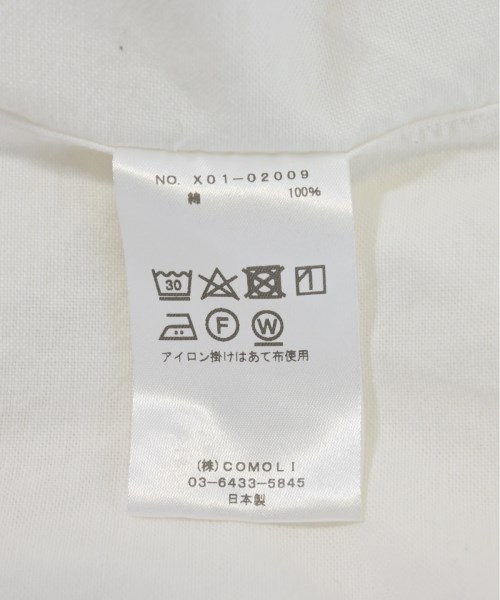 NO. X01-02009
綿 100%
30
F W
アイロン掛けはあて布使用
(株)COMOLI
03-6433-5845
日本製